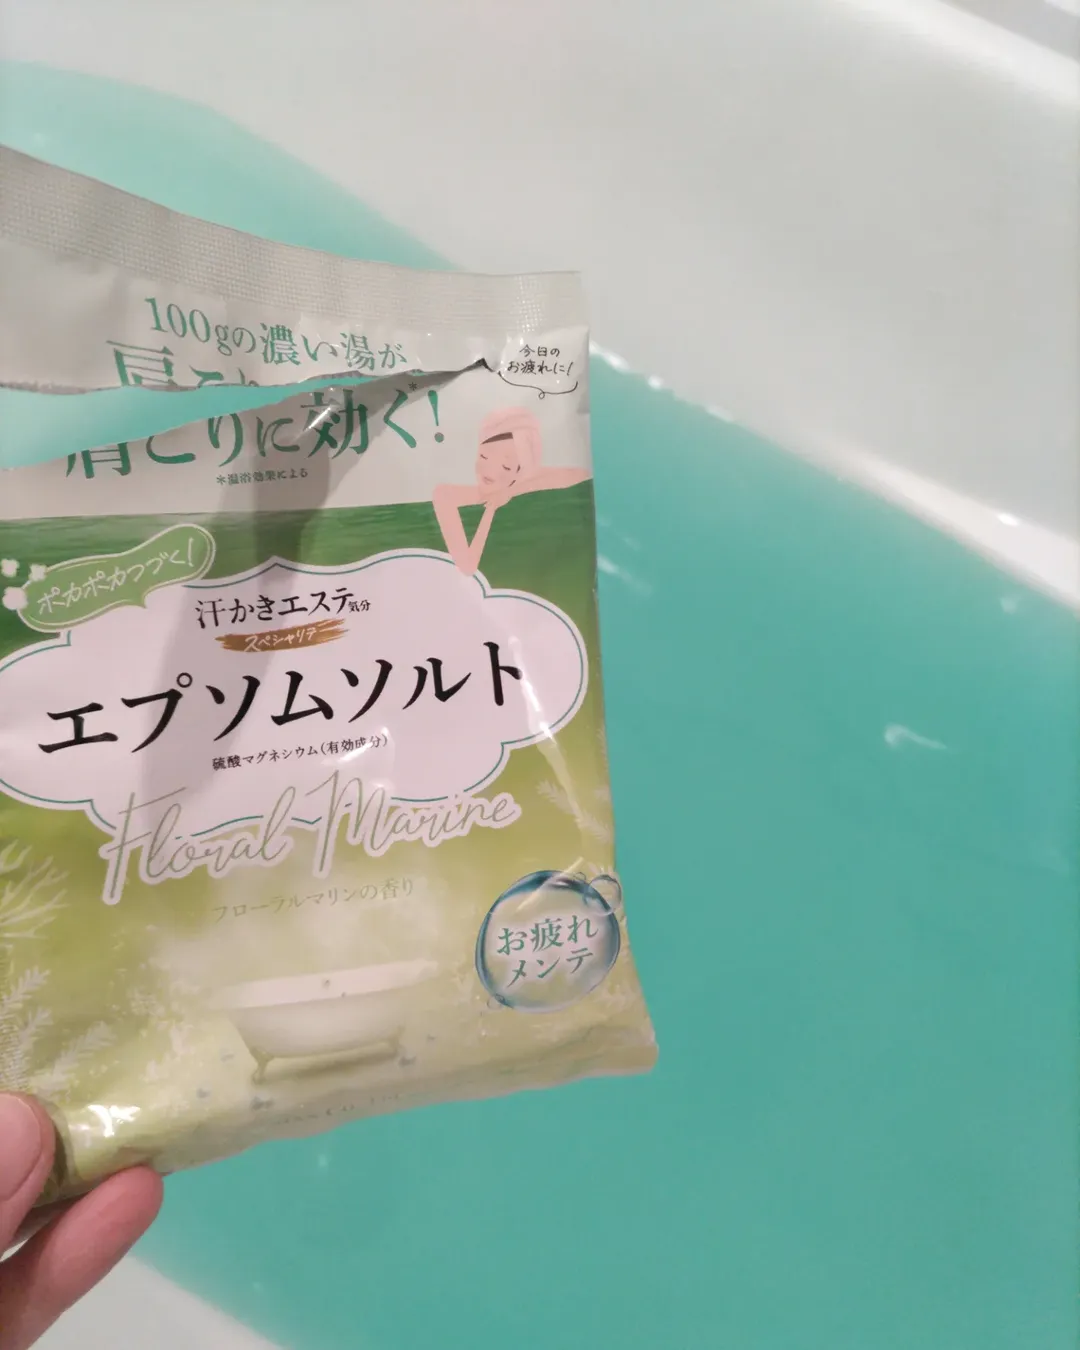 100gの濃い湯が
肩こりに効く!
*温浴効果による
今日の
お疲れに!
ポカポカつづく!
汗かきエステ気分
スペシャリテ
エプソムソルト
硫酸マグネシウム(有効成分)
Floral Marine
フローラルマリンの香り
お疲れ
メンテ